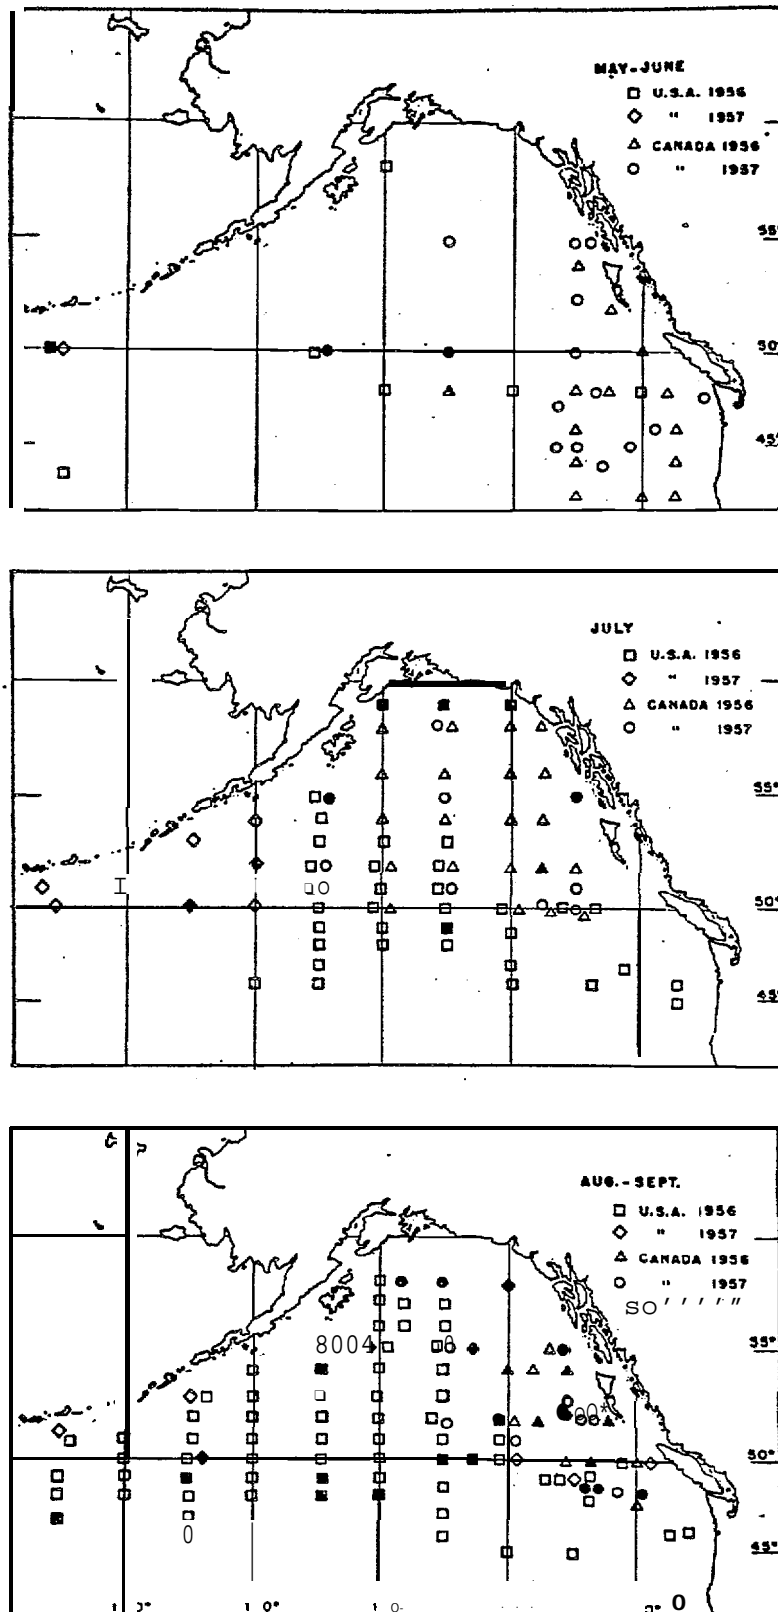 MAY-JUNE
□ U.S.A. 1956
◇ " 1957
△ CANADA 1956
○ " 1957
55°
50°
45°
JULY
□ U.S.A. 1956
◇ " 1957
△ CANADA 1956
○ " 1957
55°
50°
45°
AUG.-SEPT.
□ U.S.A. 1956
◇ " 1957
△ CANADA 1956
○ " 1957
55°
50°
45°